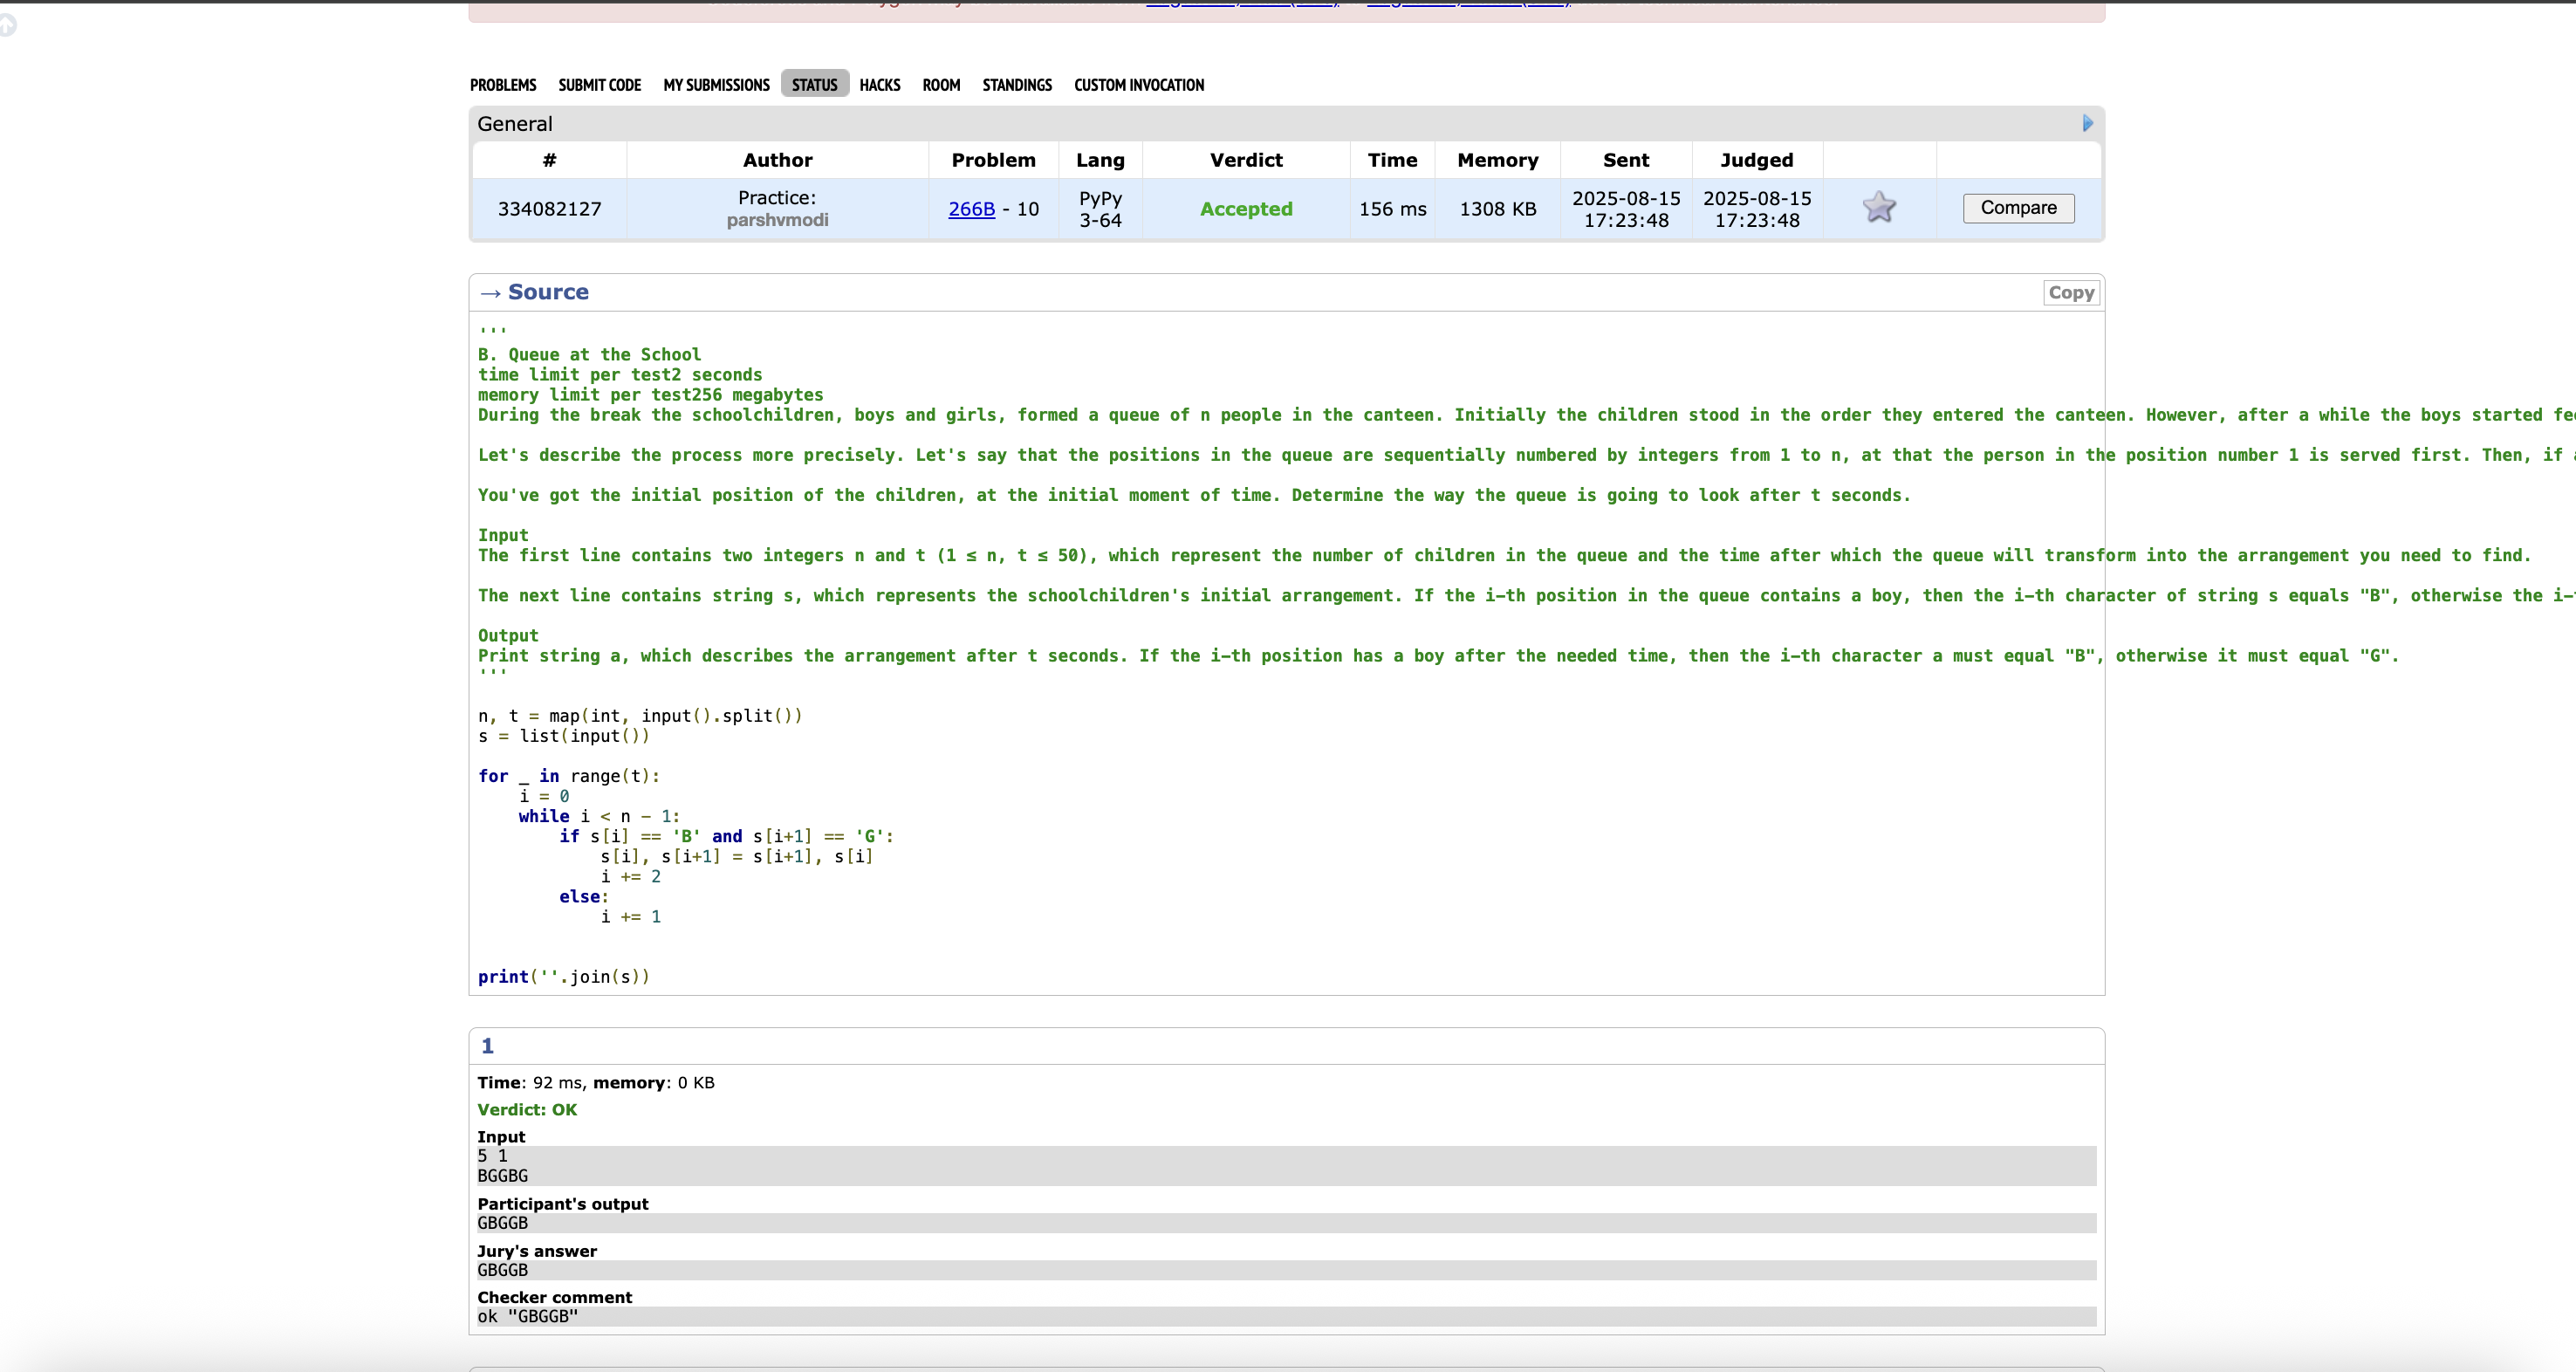 PROBLEMS SUBMIT CODE MY SUBMISSIONS STATUS HACKS ROOM STANDINGS CUSTOM INVOCATION
General
# Author Problem Lang Verdict Time Memory Sent Judged
334082127 Practice: parshvmodi 266B - 10 PyPy 3-64 Accepted 156 ms 1308 KB 2025-08-15 17:23:48 2025-08-15 17:23:48 Compare
→ Source Copy
'''
B. Queue at the School
time limit per test2 seconds
memory limit per test256 megabytes
During the break the schoolchildren, boys and girls, formed a queue of n people in the canteen. Initially the children stood in the order they entered the canteen. However, after a while the boys started
Let's describe the process more precisely. Let's say that the positions in the queue are sequentially numbered by integers from 1 to n, at that the person in the position number 1 is served first. Then, if
You've got the initial position of the children, at the initial moment of time. Determine the way the queue is going to look after t seconds.
Input
The first line contains two integers n and t (1 ≤ n, t ≤ 50), which represent the number of children in the queue and the time after which the queue will transform into the arrangement you need to find.
The next line contains string s, which represents the schoolchildren's initial arrangement. If the i-th position in the queue contains a boy, then the i-th character of string s equals "B", otherwise the
Output
Print string a, which describes the arrangement after t seconds. If the i-th position has a boy after the needed time, then the i-th character a must equal "B", otherwise it must equal "G".
'''
n, t = map(int, input().split())
s = list(input())
for _ in range(t):
    i = 0
    while i < n - 1:
        if s[i] == 'B' and s[i+1] == 'G':
            s[i], s[i+1] = s[i+1], s[i]
            i += 2
        else:
            i += 1
print(''.join(s))
1
Time: 92 ms, memory: 0 KB
Verdict: OK
Input
5 1
BGGBG
Participant's output
GBGGB
Jury's answer
GBGGB
Checker comment
ok "GBGGB"